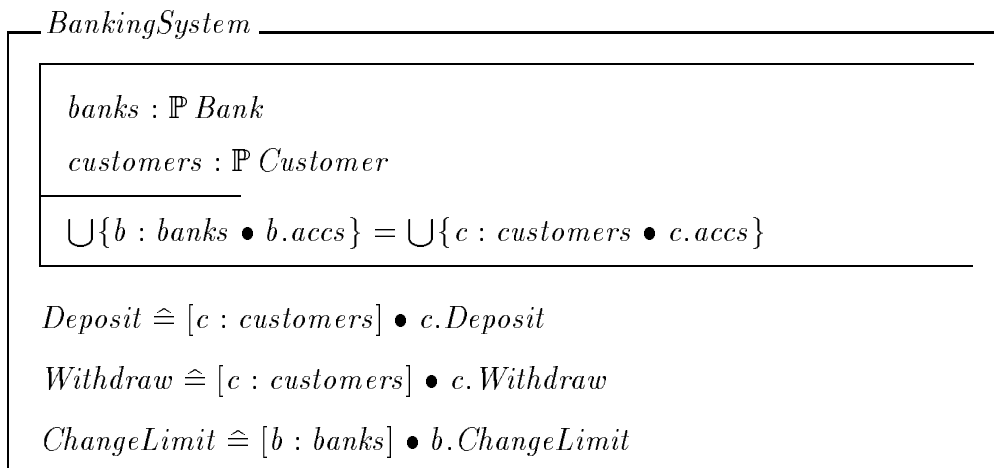 BankingSystem
banks : ℙ Bank
customers : ℙ Customer
⋃{b : banks • b.accs} = ⋃{c : customers • c.accs}
Deposit ≙ [c : customers] • c.Deposit
Withdraw ≙ [c : customers] • c.Withdraw
ChangeLimit ≙ [b : banks] • b.ChangeLimit